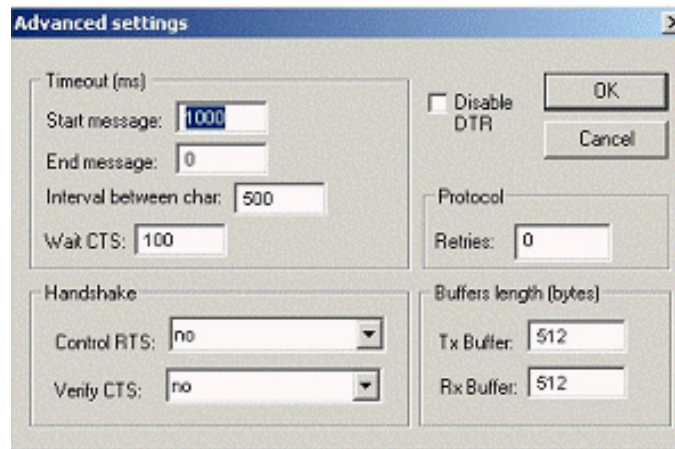 Advanced settings
Timeout (ms)
Start message: 1000
End message: 0
Interval between char: 500
Wait CTS: 100
Disable DTR
OK
Cancel
Protocol
Retries: 0
Handshake
Control RTS: no
Verify CTS: no
Buffers length (bytes)
Tx Buffer: 512
Rx Buffer: 512